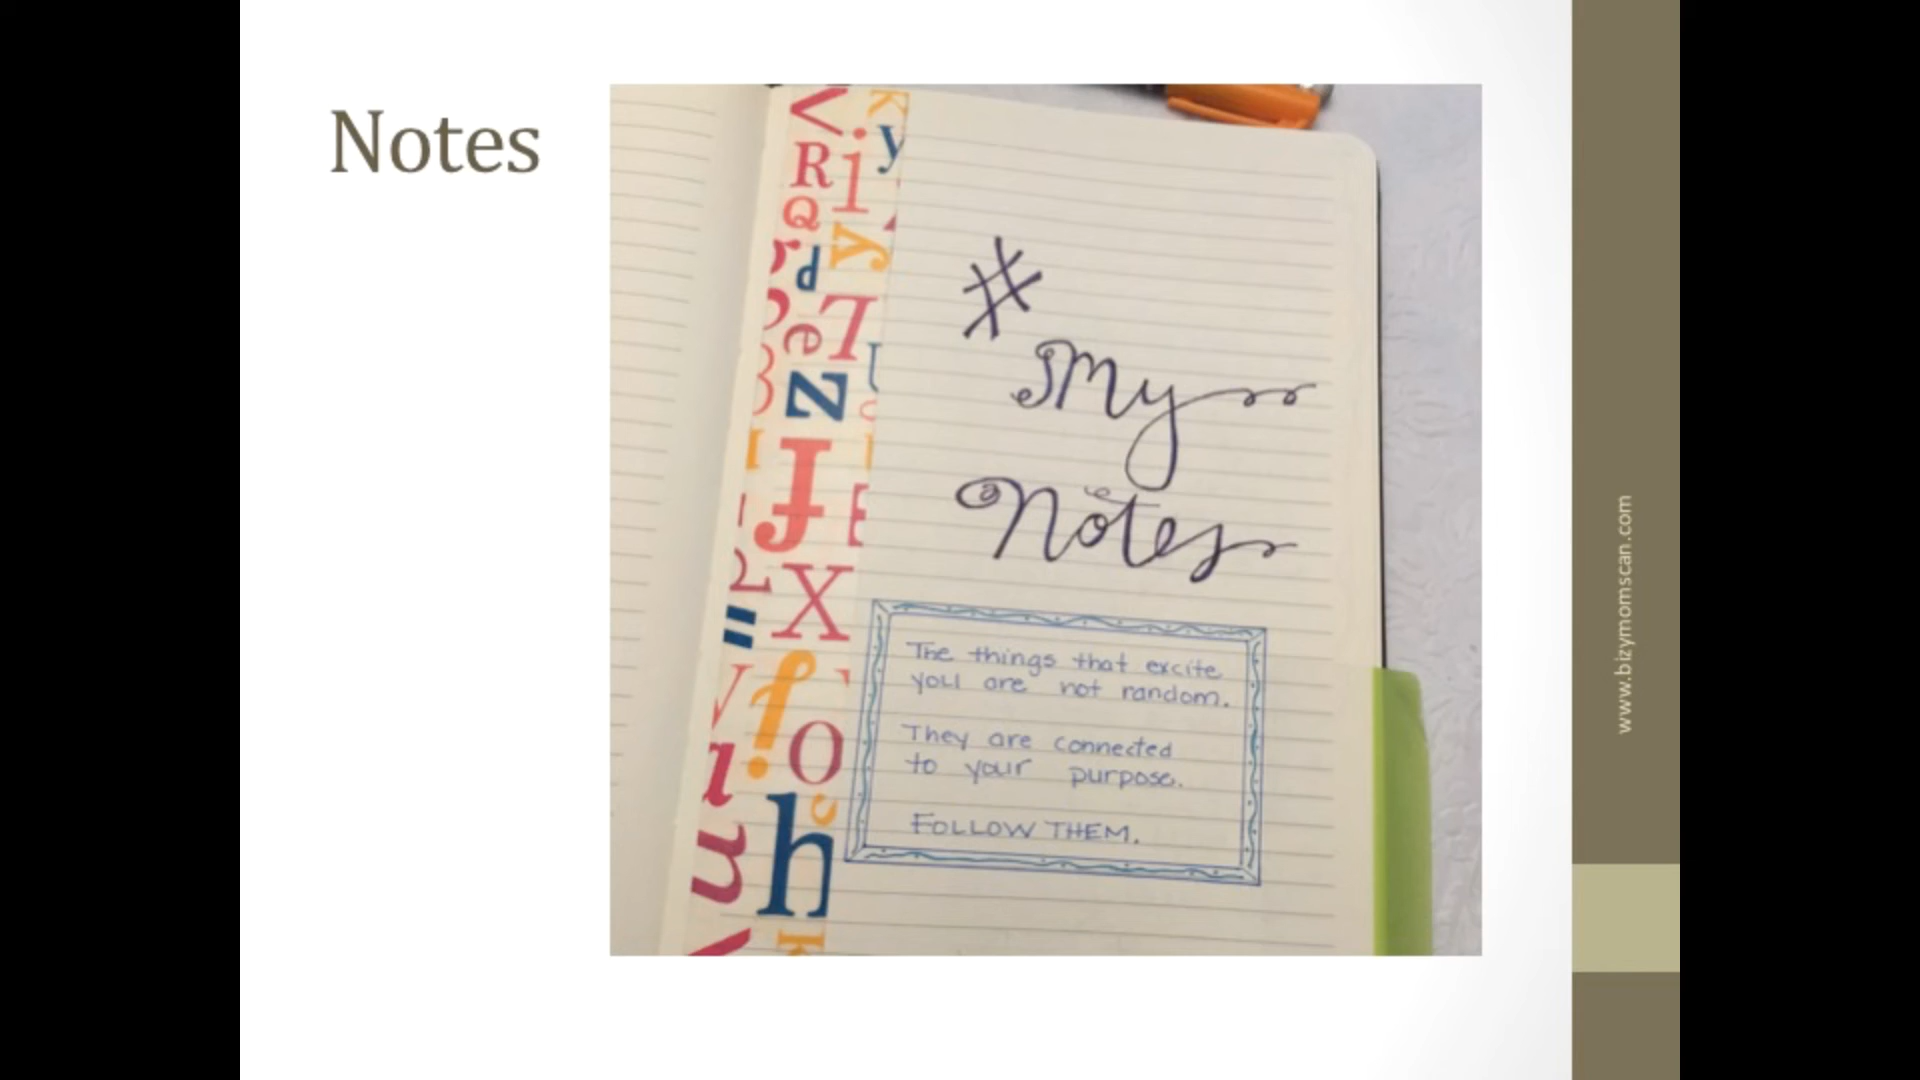 Notes
#
My
Notes
The things that excite
you are not random.
They are connected
to your purpose.
FOLLOW THEM.
www.bizymomscan.com